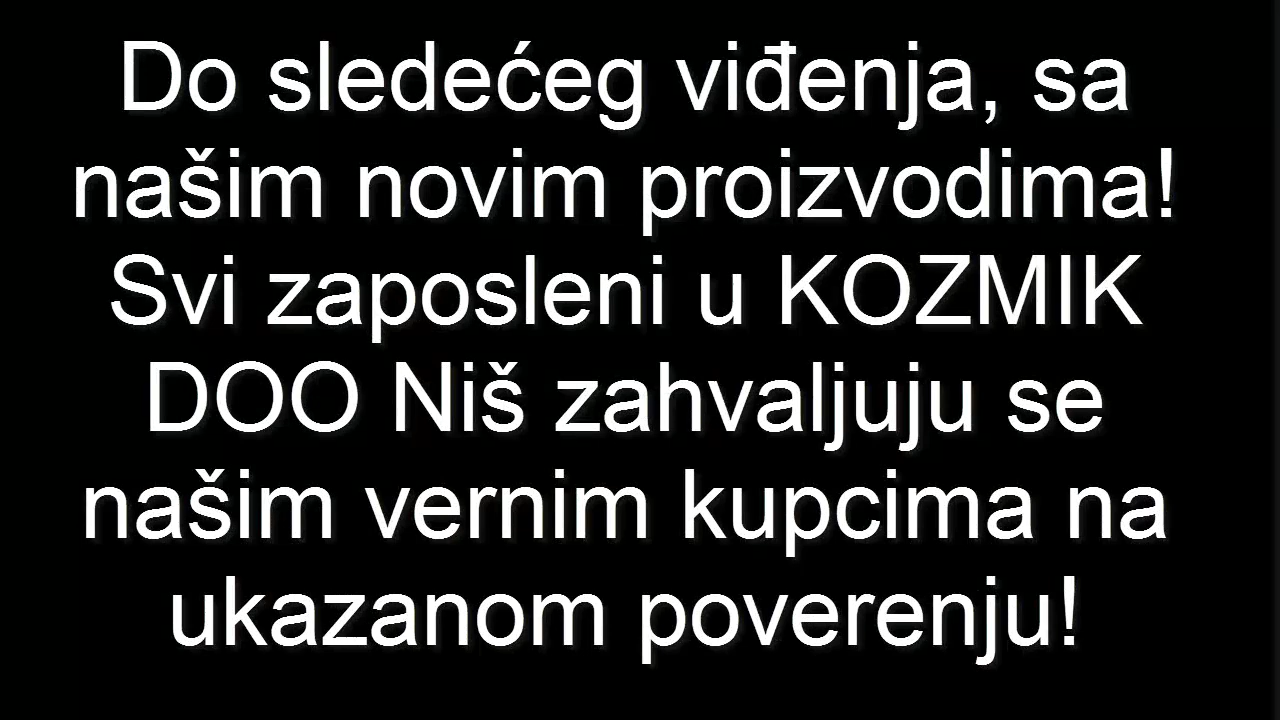 Do sledećeg viđenja, sa
našim novim proizvodima!
Svi zaposleni u KOZMIK
DOO Niš zahvaljuju se
našim vernim kupcima na
ukazanom poverenju!